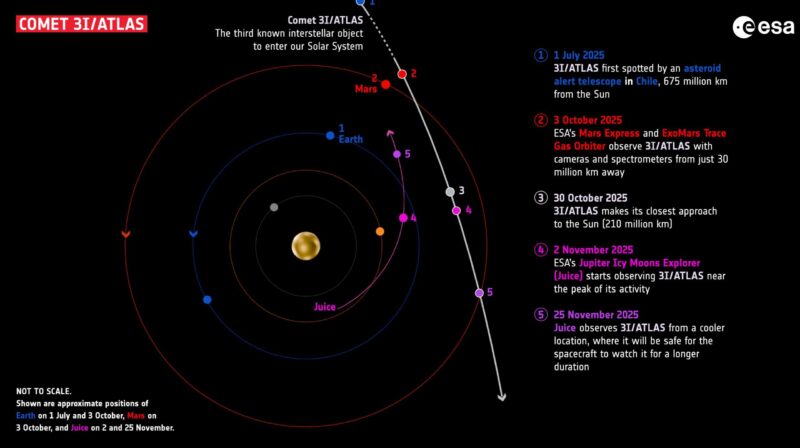 COMET 3I/ATLAS
esa
Comet 3I/ATLAS
The third known interstellar object
to enter our Solar System
1
2
Mars
2
1
Earth
5
3
4
4
5
Juice
1 1 July 2025
3I/ATLAS first spotted by an asteroid
alert telescope in Chile, 675 million km
from the Sun
2 3 October 2025
ESA's Mars Express and ExoMars Trace
Gas Orbiter observe 3I/ATLAS with
cameras and spectrometers from just 30
million km away
3 30 October 2025
3I/ATLAS makes its closest approach
to the Sun (210 million km)
4 2 November 2025
ESA's Jupiter Icy Moons Explorer
(Juice) starts observing 3I/ATLAS near
the peak of its activity
5 25 November 2025
Juice observes 3I/ATLAS from a cooler
location, where it will be safe for the
spacecraft to watch it for a longer
duration
NOT TO SCALE.
Shown are approximate positions of
Earth on 1 July and 3 October, Mars on
3 October, and Juice on 2 and 25 November.